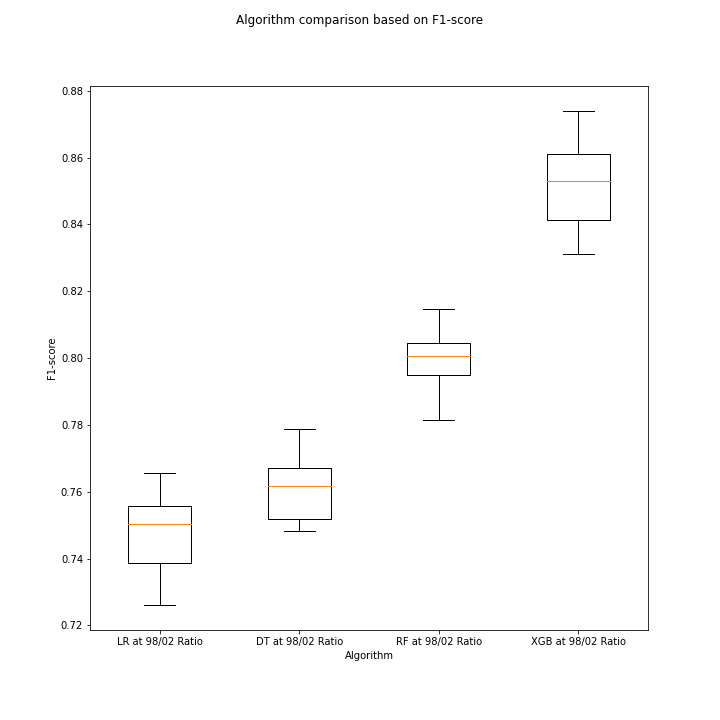 Algorithm comparison based on F1-score
0.88
0.86
0.84
0.82
0.80
0.78
0.76
0.74
0.72
F1-score
LR at 98/02 Ratio
DT at 98/02 Ratio
RF at 98/02 Ratio
XGB at 98/02 Ratio
Algorithm